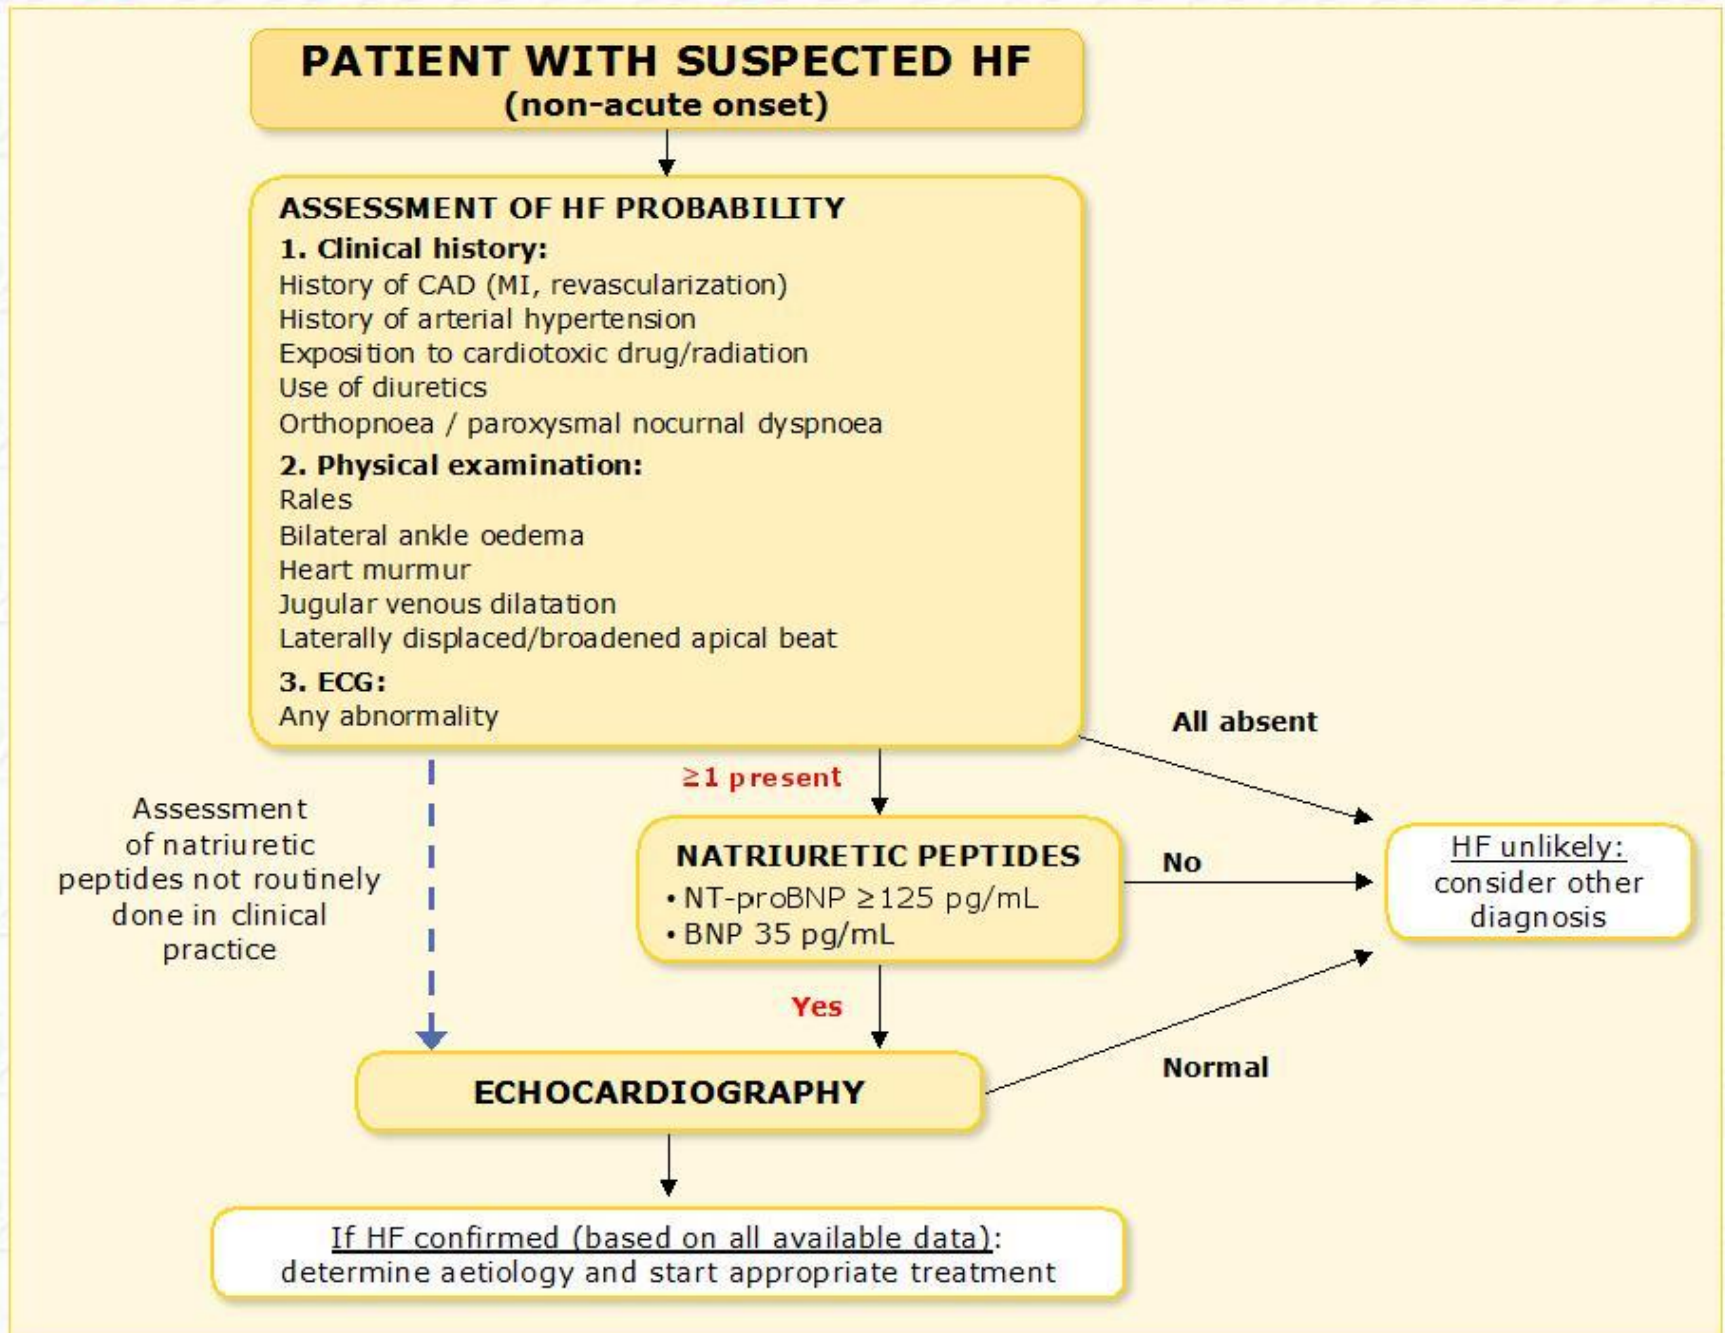 PATIENT WITH SUSPECTED HF
(non-acute onset)
ASSESSMENT OF HF PROBABILITY
1. Clinical history:
History of CAD (MI, revascularization)
History of arterial hypertension
Exposition to cardiotoxic drug/radiation
Use of diuretics
Orthopnoea / paroxysmal nocurnal dyspnoea
2. Physical examination:
Rales
Bilateral ankle oedema
Heart murmur
Jugular venous dilatation
Laterally displaced/broadened apical beat
3. ECG:
Any abnormality
All absent
≥1 present
Assessment
of natriuretic
peptides not routinely
done in clinical
practice
NATRIURETIC PEPTIDES
• NT-proBNP ≥125 pg/mL
• BNP 35 pg/mL
No
HF unlikely:
consider other
diagnosis
Yes
Normal
ECHOCARDIOGRAPHY
If HF confirmed (based on all available data):
determine aetiology and start appropriate treatment